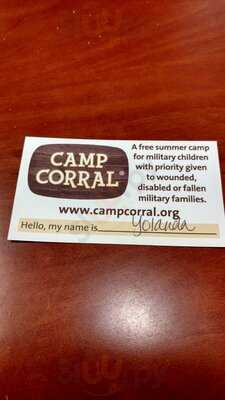 CAMP
CORRAL®
A free summer camp
for military children
with priority given
to wounded,
disabled or fallen
military families.
www.campcorral.org
Hello, my name is Yolanda